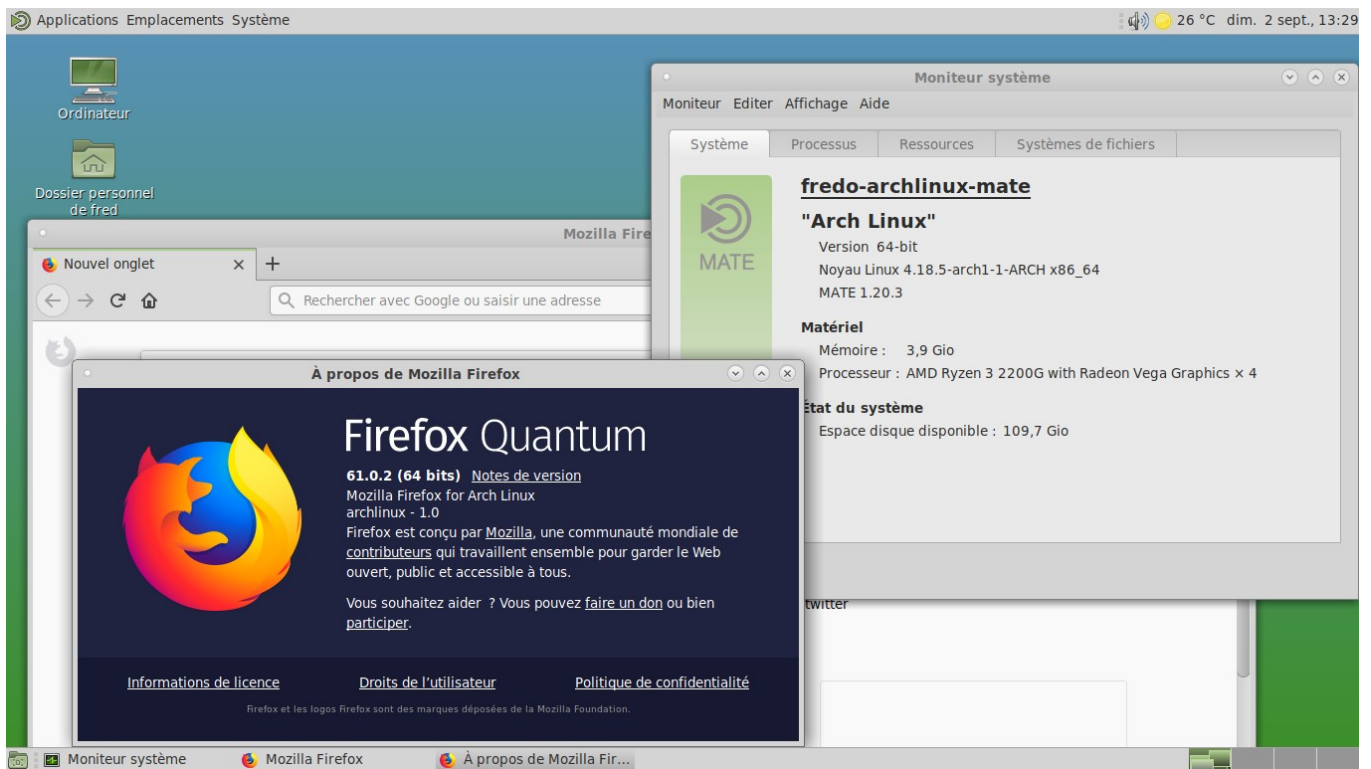 Applications Emplacements Système
26 °C dim. 2 sept., 13:29
Ordinateur
Dossier personnel
de fred
Moniteur système
Moniteur Editer Affichage Aide
Système Processus Ressources Systèmes de fichiers
MATE
fredo-archlinux-mate
"Arch Linux"
Version 64-bit
Noyau Linux 4.18.5-arch1-1-ARCH x86_64
MATE 1.20.3
Matériel
Mémoire : 3,9 Gio
Processeur : AMD Ryzen 3 2200G with Radeon Vega Graphics × 4
État du système
Espace disque disponible : 109,7 Gio
Mozilla Fire
Nouvel onglet
Rechercher avec Google ou saisir une adresse
twitter
À propos de Mozilla Firefox
Firefox Quantum
61.0.2 (64 bits) Notes de version
Mozilla Firefox for Arch Linux
archlinux - 1.0
Firefox est conçu par Mozilla, une communauté mondiale de
contributeurs qui travaillent ensemble pour garder le Web
ouvert, public et accessible à tous.
Vous souhaitez aider ? Vous pouvez faire un don ou bien
participer.
Informations de licence Droits de l'utilisateur Politique de confidentialité
Firefox et les logos Firefox sont des marques déposées de la Mozilla Foundation.
Moniteur système Mozilla Firefox À propos de Mozilla Fir...